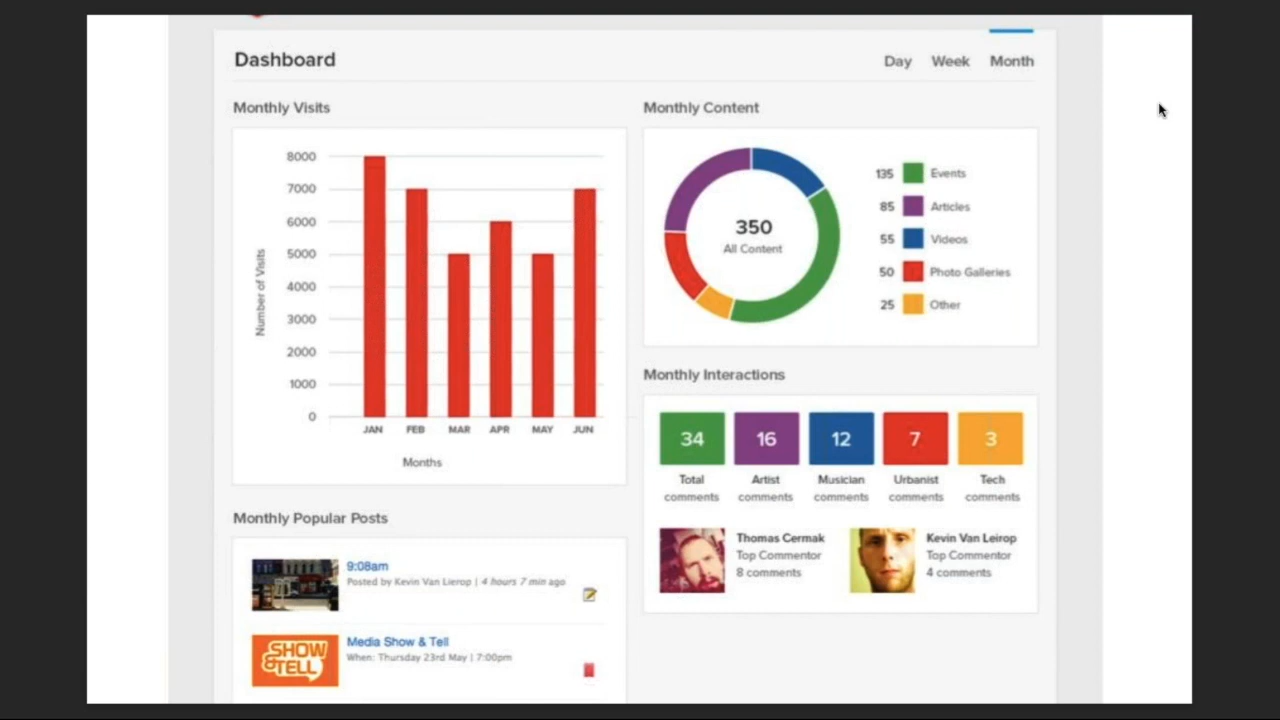 Dashboard
Day Week Month
Monthly Visits
8000
7000
6000
5000
4000
3000
2000
1000
0
Number of Visits
JAN FEB MAR APR MAY JUN
Months
Monthly Content
350
All Content
135 Events
85 Articles
55 Videos
50 Photo Galleries
25 Other
Monthly Interactions
34 16 12 7 3
Total Artist Musician Urbanist Tech
comments comments comments comments comments
Thomas Cermak
Top Commentor
8 comments
Kevin Van Leirop
Top Commentor
4 comments
Monthly Popular Posts
9:08am
Posted by Kevin Van Lierop | 4 hours 7 min ago
SHOW
&TELL
Media Show & Tell
When: Thursday 23rd May | 7:00pm